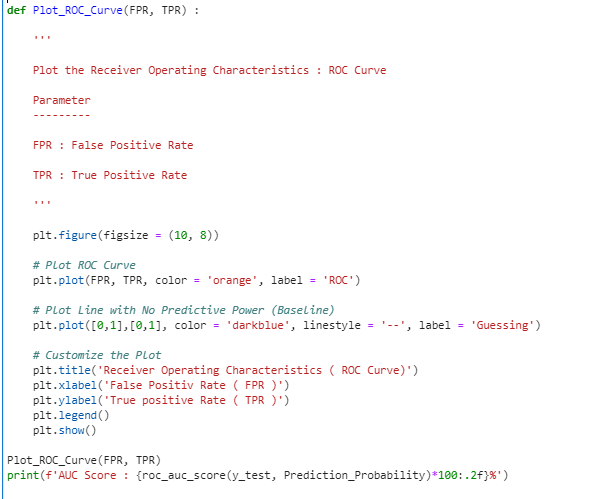 def Plot_ROC_Curve(FPR, TPR) :
'''
Plot the Receiver Operating Characteristics : ROC Curve
Parameter
---------
FPR : False Positive Rate
TPR : True Positive Rate
'''
plt.figure(figsize = (10, 8))
# Plot ROC Curve
plt.plot(FPR, TPR, color = 'orange', label = 'ROC')
# Plot Line with No Predictive Power (Baseline)
plt.plot([0,1],[0,1], color = 'darkblue', linestyle = '--', label = 'Guessing')
# Customize the Plot
plt.title('Receiver Operating Characteristics ( ROC Curve)')
plt.xlabel('False Positiv Rate ( FPR )')
plt.ylabel('True positive Rate ( TPR )')
plt.legend()
plt.show()
Plot_ROC_Curve(FPR, TPR)
print(f'AUC Score : {roc_auc_score(y_test, Prediction_Probability)*100:.2f}%')